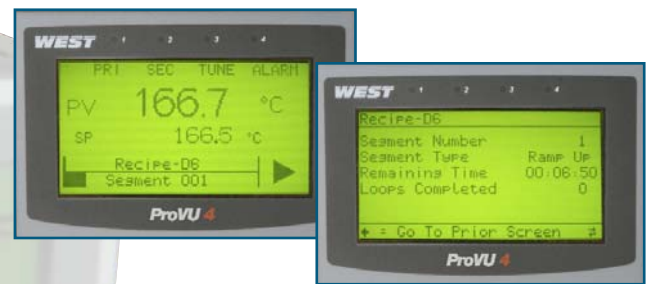 WEST 1 2 3 4
PRI SEC TUNE ALARM
PV 166.7 °C
SP 166.5 °C
Recipe-D6
Segment 001
ProVU 4
WEST 1 2 3 4
Recipe-D6
Segment Number 1
Segment Type Ramp Up
Remaining Time 00:06:50
Loops Completed 0
= Go To Prior Screen
ProVU 4